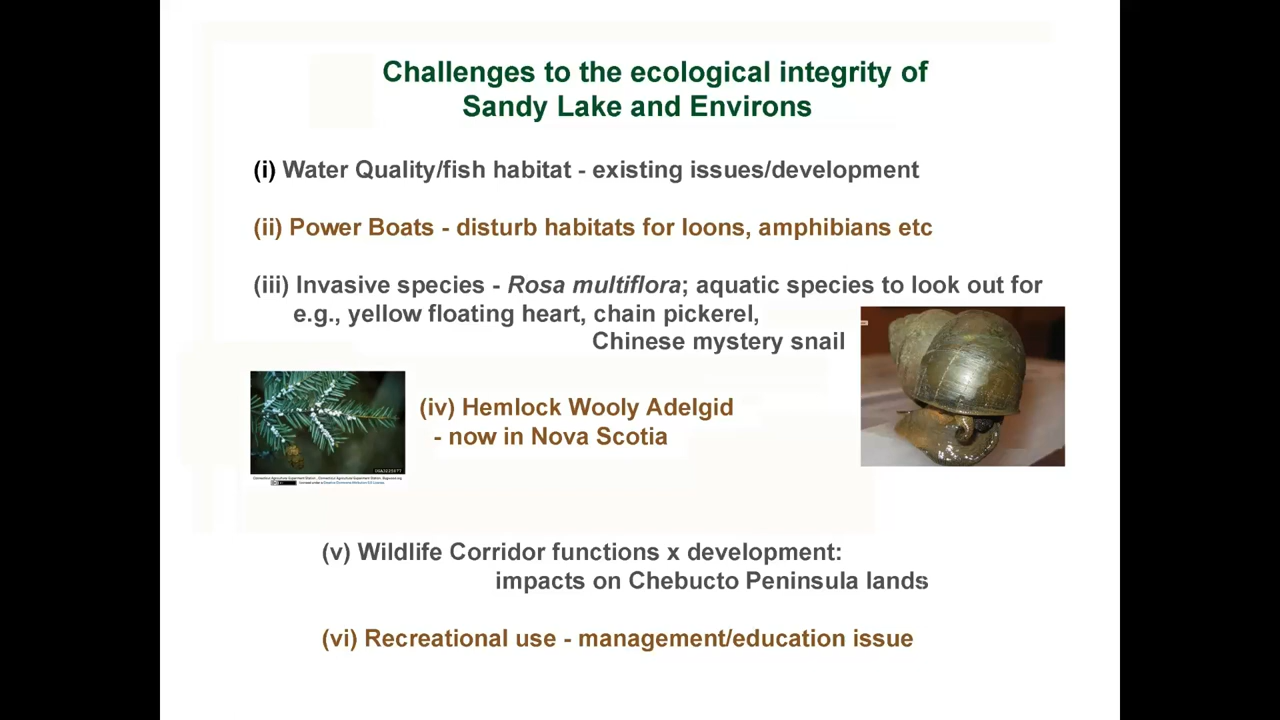 Challenges to the ecological integrity of
Sandy Lake and Environs
(i) Water Quality/fish habitat - existing issues/development
(ii) Power Boats - disturb habitats for loons, amphibians etc
(iii) Invasive species - Rosa multiflora; aquatic species to look out for
e.g., yellow floating heart, chain pickerel,
Chinese mystery snail
(iv) Hemlock Wooly Adelgid
- now in Nova Scotia
(v) Wildlife Corridor functions x development:
impacts on Chebucto Peninsula lands
(vi) Recreational use - management/education issue